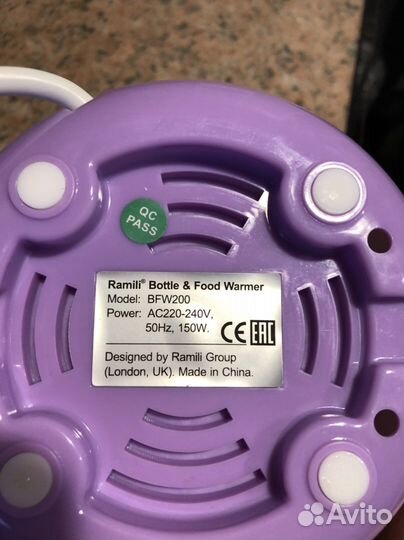 QC
PASS
Ramili® Bottle & Food Warmer
Model: BFW200
Power: AC220-240V,
50Hz, 150W.
CE EAC
Designed by Ramili Group
(London, UK). Made in China.
Avito